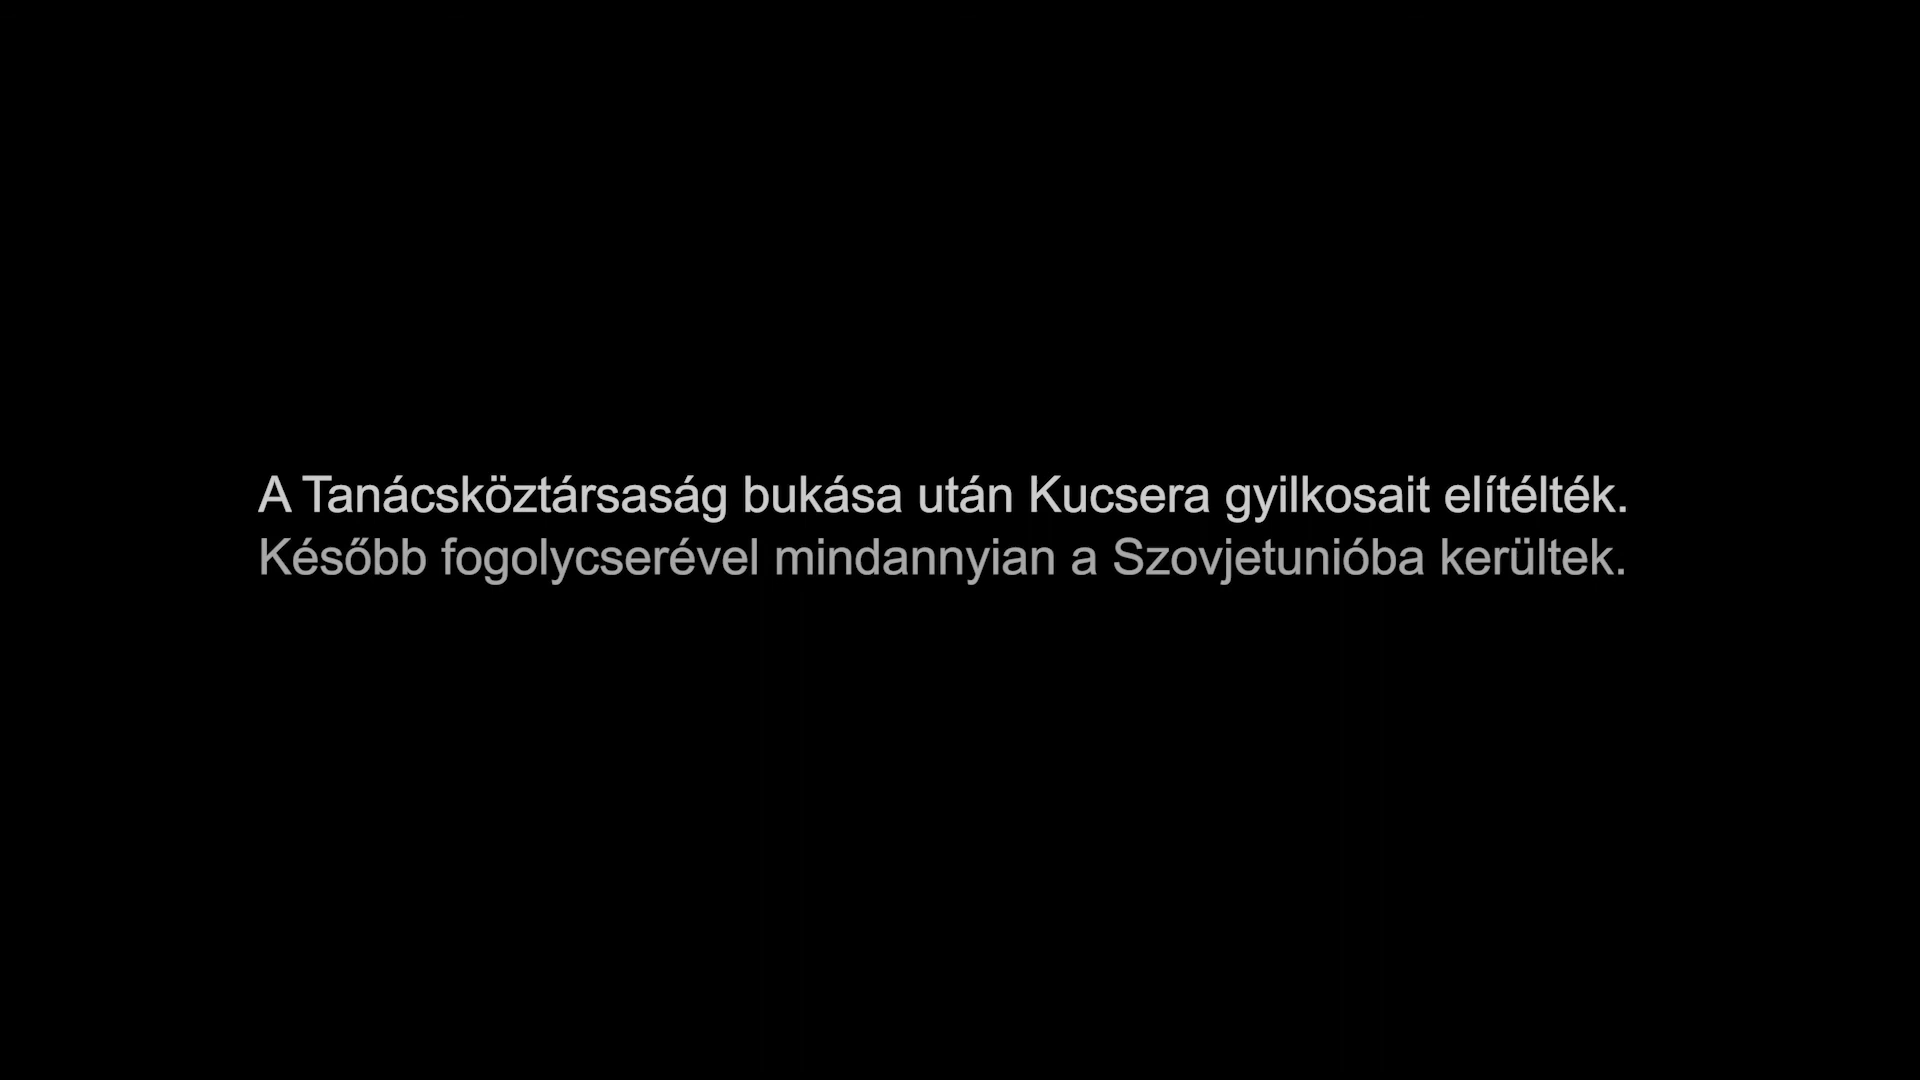 A Tanácsköztársaság bukása után Kucsera gyilkosait elítélték.
Később fogolycserével mindannyian a Szovjetunióba kerültek.